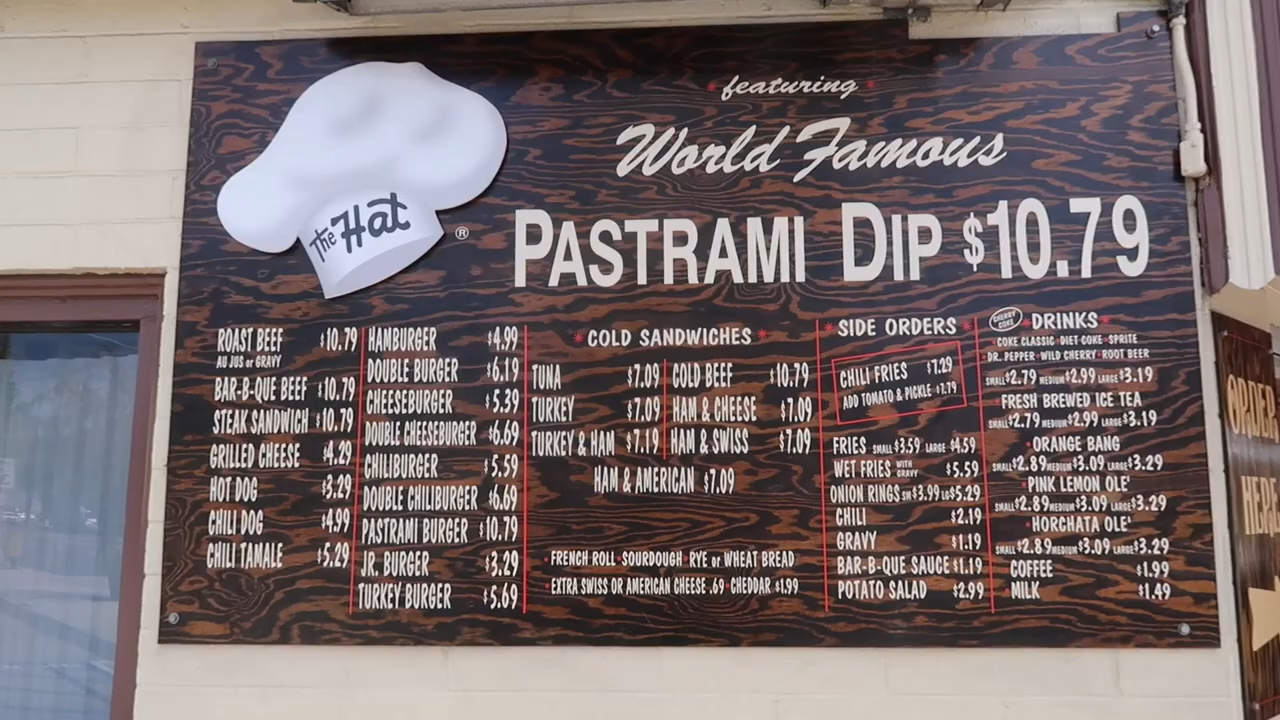 featuring
World Famous
The Hat ®
PASTRAMI DIP $10.79
ROAST BEEF $10.79
AU JUS or GRAVY
BAR-B-QUE BEEF $10.79
STEAK SANDWICH $10.79
GRILLED CHEESE $4.29
HOT DOG $3.29
CHILI DOG $4.99
CHILI TAMALE $5.29
HAMBURGER $4.99
DOUBLE BURGER $6.19
CHEESEBURGER $5.39
DOUBLE CHEESEBURGER $6.69
CHILIBURGER $5.59
DOUBLE CHILIBURGER $6.69
PASTRAMI BURGER $10.79
JR. BURGER $3.29
TURKEY BURGER $5.69
COLD SANDWICHES
TUNA $7.09
TURKEY $7.09
TURKEY & HAM $7.19
COLD BEEF $10.79
HAM & CHEESE $7.09
HAM & SWISS $7.09
HAM & AMERICAN $7.09
FRENCH ROLL · SOURDOUGH · RYE or WHEAT BREAD
EXTRA SWISS OR AMERICAN CHEESE .69 · CHEDDAR $1.99
SIDE ORDERS
CHILI FRIES $7.29
ADD TOMATO & PICKLE $7.79
FRIES SMALL $3.59 LARGE $4.59
WET FRIES WITH GRAVY $5.59
ONION RINGS SM $3.99 LG $5.29
CHILI $2.19
GRAVY $1.19
BAR-B-QUE SAUCE $1.19
POTATO SALAD $2.99
CHERRY COKE
DRINKS
COKE CLASSIC · DIET COKE · SPRITE
DR. PEPPER · WILD CHERRY · ROOT BEER
SMALL $2.79 MEDIUM $2.99 LARGE $3.19
FRESH BREWED ICE TEA
SMALL $2.79 MEDIUM $2.99 LARGE $3.19
ORANGE BANG
SMALL $2.89 MEDIUM $3.09 LARGE $3.29
PINK LEMON OLE'
SMALL $2.89 MEDIUM $3.09 LARGE $3.29
HORCHATA OLE'
SMALL $2.89 MEDIUM $3.09 LARGE $3.29
COFFEE $1.99
MILK $1.49
ORDER
HERE